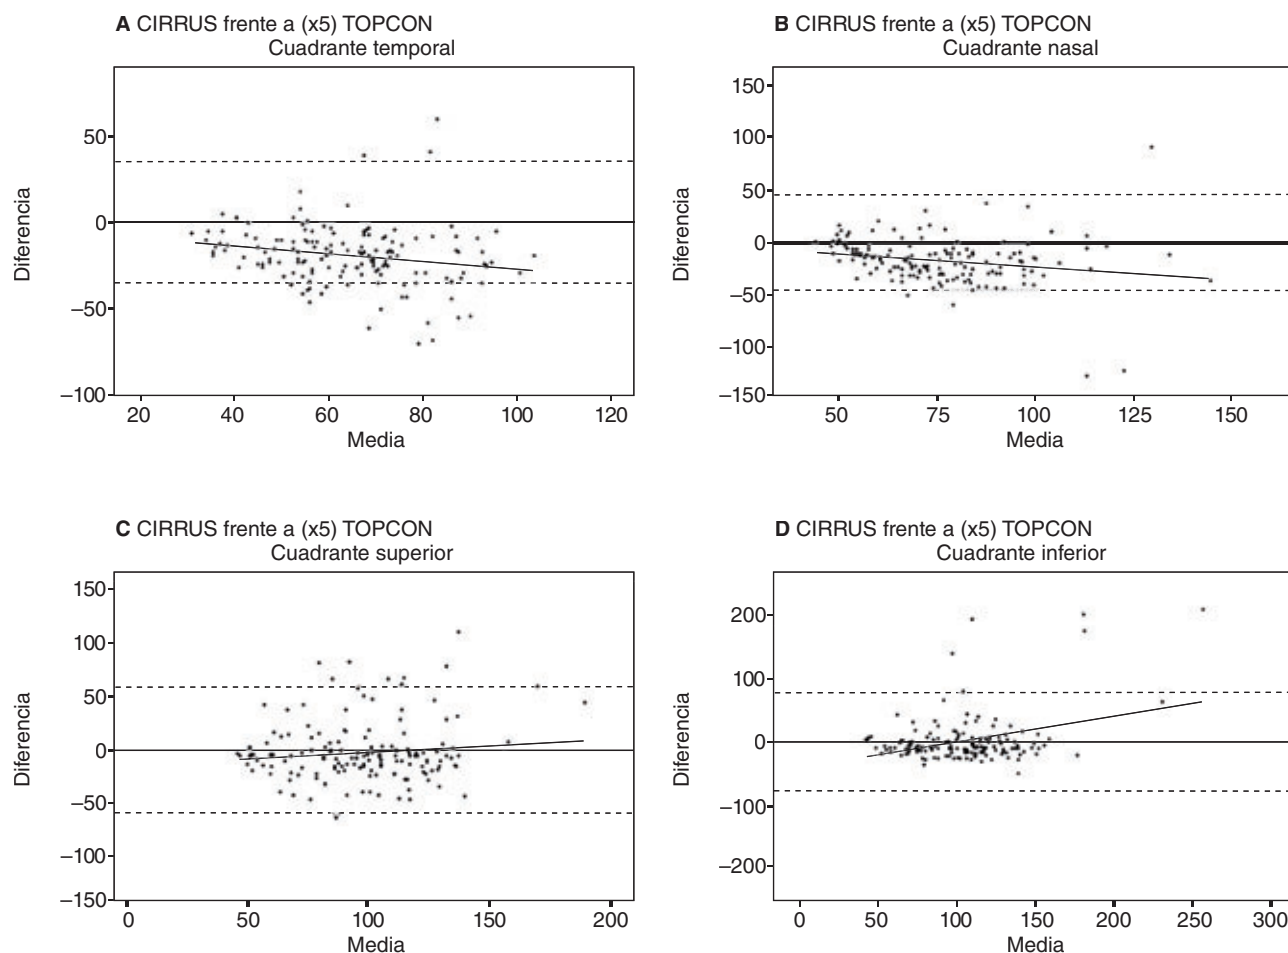 A CIRRUS frente a (x5) TOPCON
Cuadrante temporal
50
0
–50
–100
Diferencia
20 40 60 80 100 120
Media
B CIRRUS frente a (x5) TOPCON
Cuadrante nasal
150
100
50
0
–50
–100
–150
Diferencia
50 75 100 125 150
Media
C CIRRUS frente a (x5) TOPCON
Cuadrante superior
150
100
50
0
–50
–100
–150
Diferencia
0 50 100 150 200
Media
D CIRRUS frente a (x5) TOPCON
Cuadrante inferior
200
100
0
–100
–200
Diferencia
0 50 100 150 200 250 300
Media